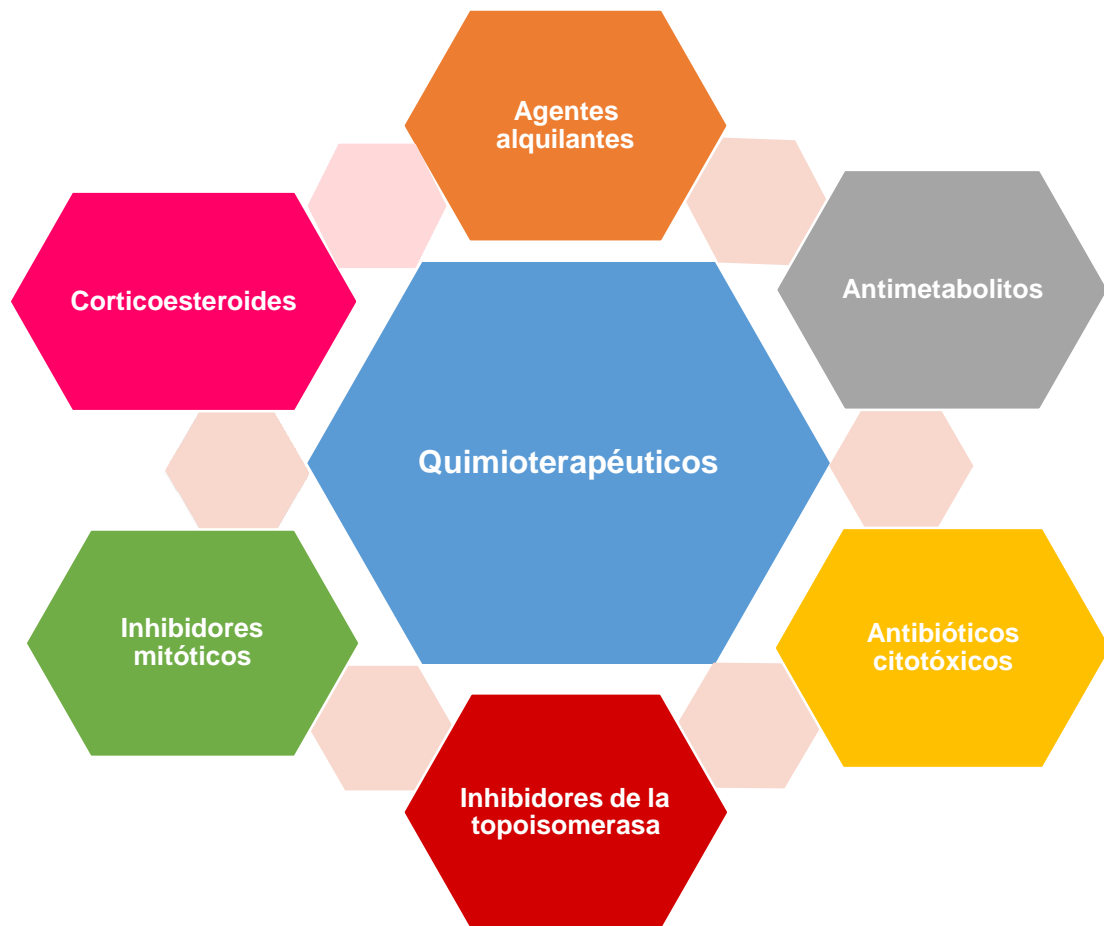 Agentes
alquilantes
Antimetabolitos
Corticoesteroides
Quimioterapéuticos
Inhibidores
mitóticos
Antibióticos
citotóxicos
Inhibidores de la
topoisomerasa